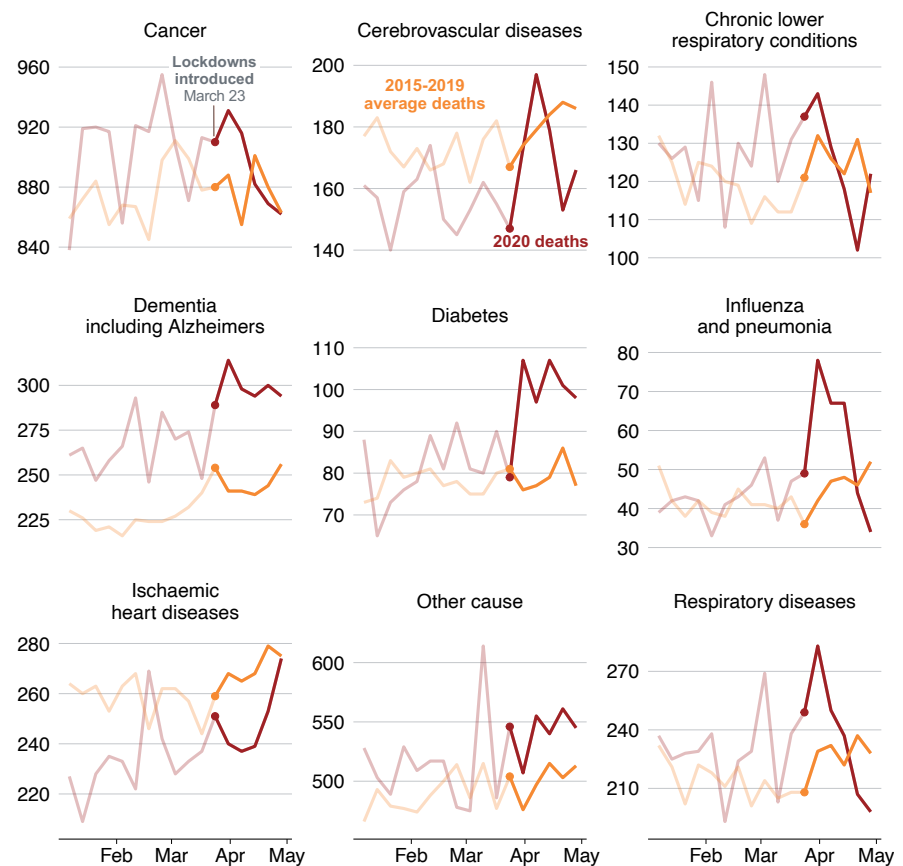 Cancer
960
920
880
840
Lockdowns
introduced
March 23
Cerebrovascular diseases
200
180
160
140
2015-2019
average deaths
2020 deaths
Chronic lower
respiratory conditions
150
140
130
120
110
100
Dementia
including Alzheimers
300
275
250
225
Diabetes
110
100
90
80
70
Influenza
and pneumonia
80
70
60
50
40
30
Ischaemic
heart diseases
280
260
240
220
Feb Mar Apr May
Other cause
600
550
500
Feb Mar Apr May
Respiratory diseases
270
240
210
Feb Mar Apr May